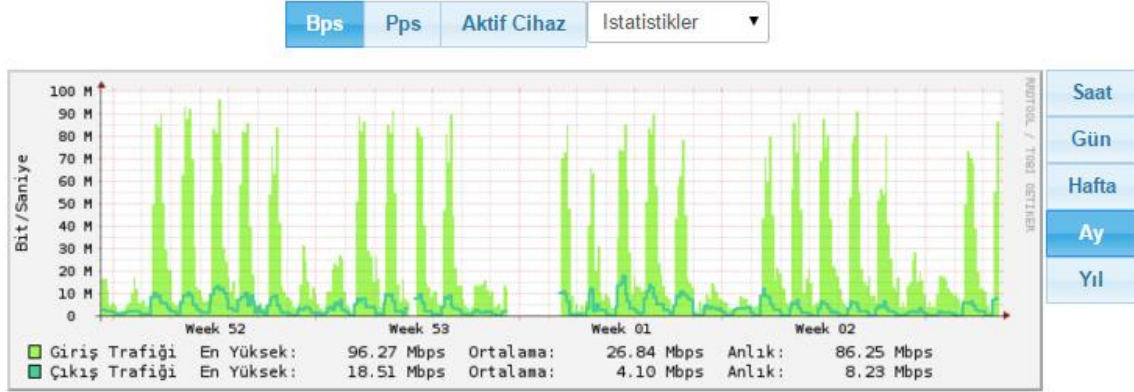 Bps Pps Aktif Cihaz Istatistikler
RRDTOOL / TOBI OETIKER
Saat
Gün
Hafta
Ay
Yıl
Bit/Saniye
100 M
90 M
80 M
70 M
60 M
50 M
40 M
30 M
20 M
10 M
0
Week 52 Week 53 Week 01 Week 02
Giriş Trafiği En Yüksek: 96.27 Mbps Ortalama: 26.84 Mbps Anlık: 86.25 Mbps
Çıkış Trafiği En Yüksek: 18.51 Mbps Ortalama: 4.10 Mbps Anlık: 8.23 Mbps